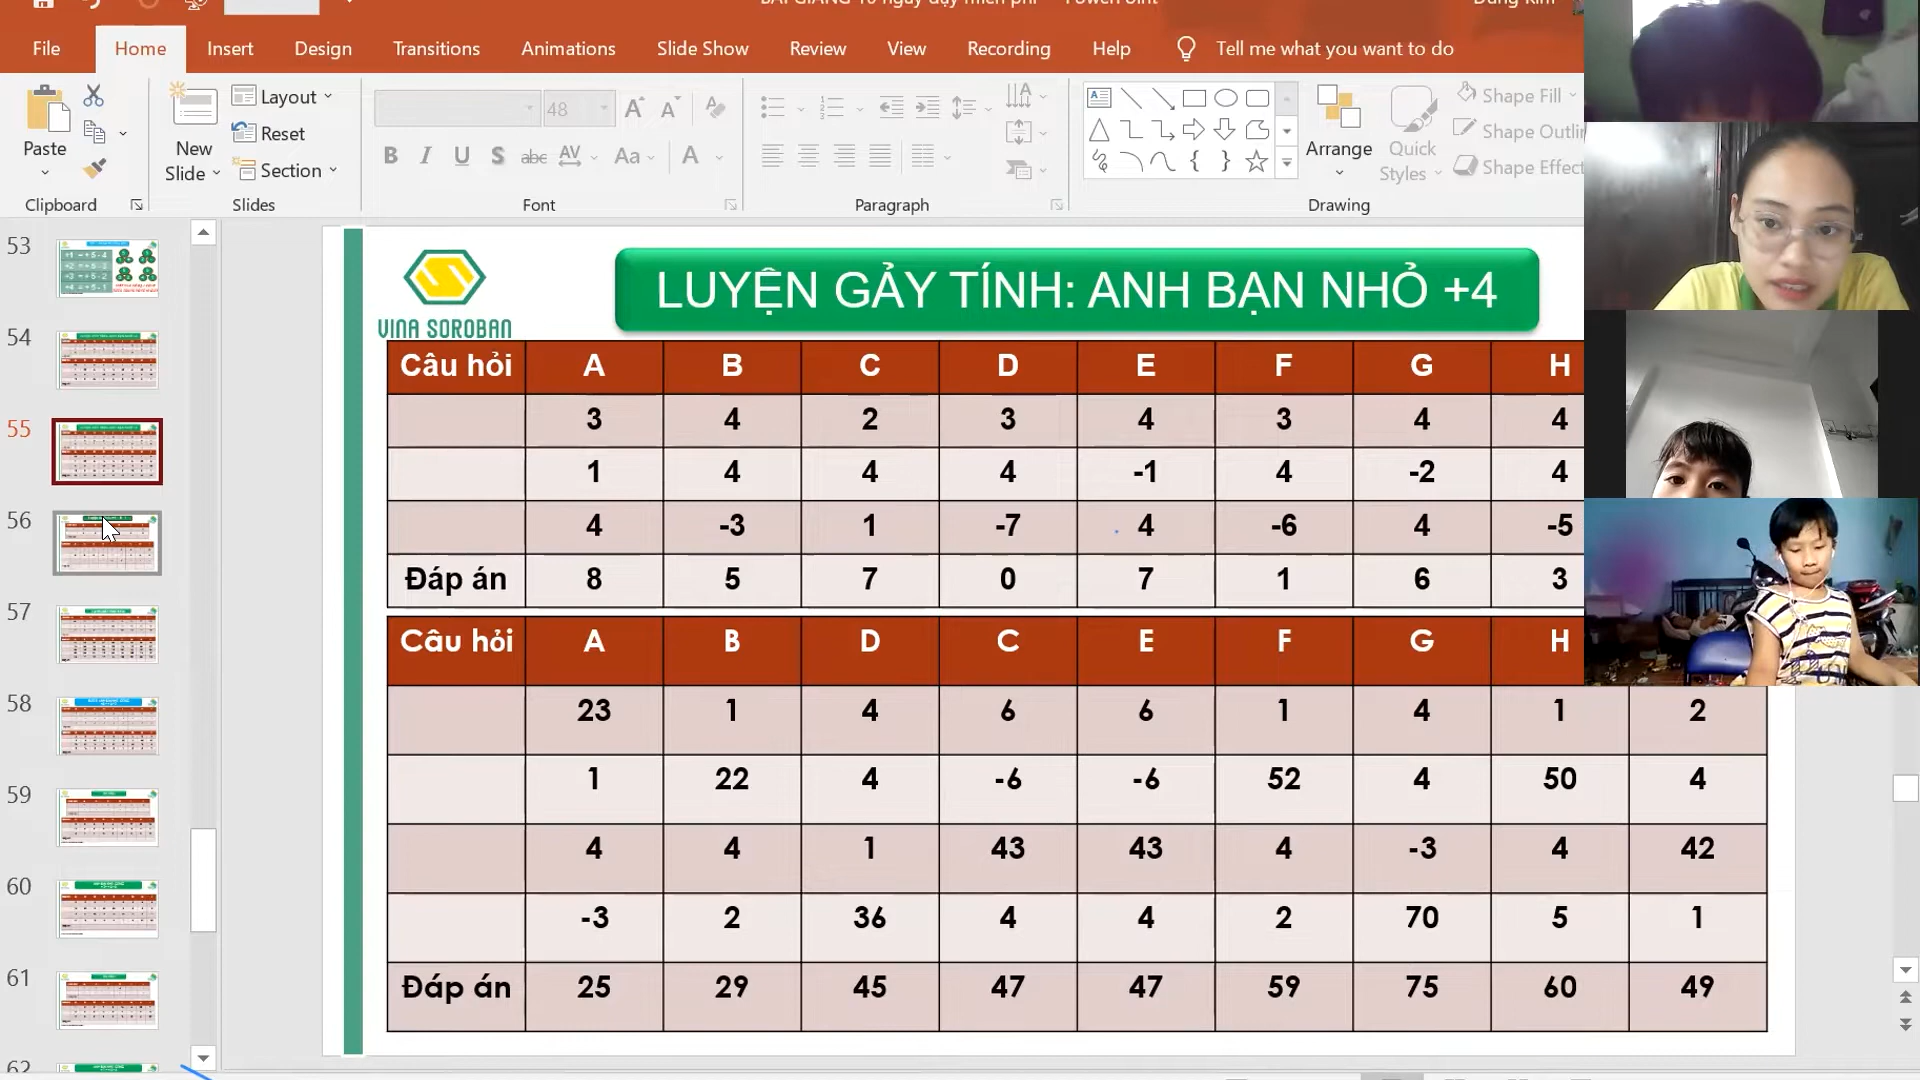 File Home Insert Design Transitions Animations Slide Show Review View Recording Help Tell me what you want to do
Paste
New Slide
Layout
Reset
Section
48
B I U S abc AV Aa A
Arrange
Quick Styles
Shape Fill
Shape
Shape
Clipboard Slides Font Paragraph Drawing
53
54
55
56
57
58
59
60
61
VINA SOROBAN
LUYỆN GẢY TÍNH: ANH BẠN NHỎ +4
Câu hỏi A B C D E F G H
3 4 2 3 4 3 4 4
1 4 4 4 -1 4 -2 4
4 -3 1 -7 4 -6 4 -5
Đáp án 8 5 7 0 7 1 6 3
Câu hỏi A B D C E F G H
23 1 4 6 6 1 4 1 2
1 22 4 -6 -6 52 4 50 4
4 4 1 43 43 4 -3 4 42
-3 2 36 4 4 2 70 5 1
Đáp án 25 29 45 47 47 59 75 60 49